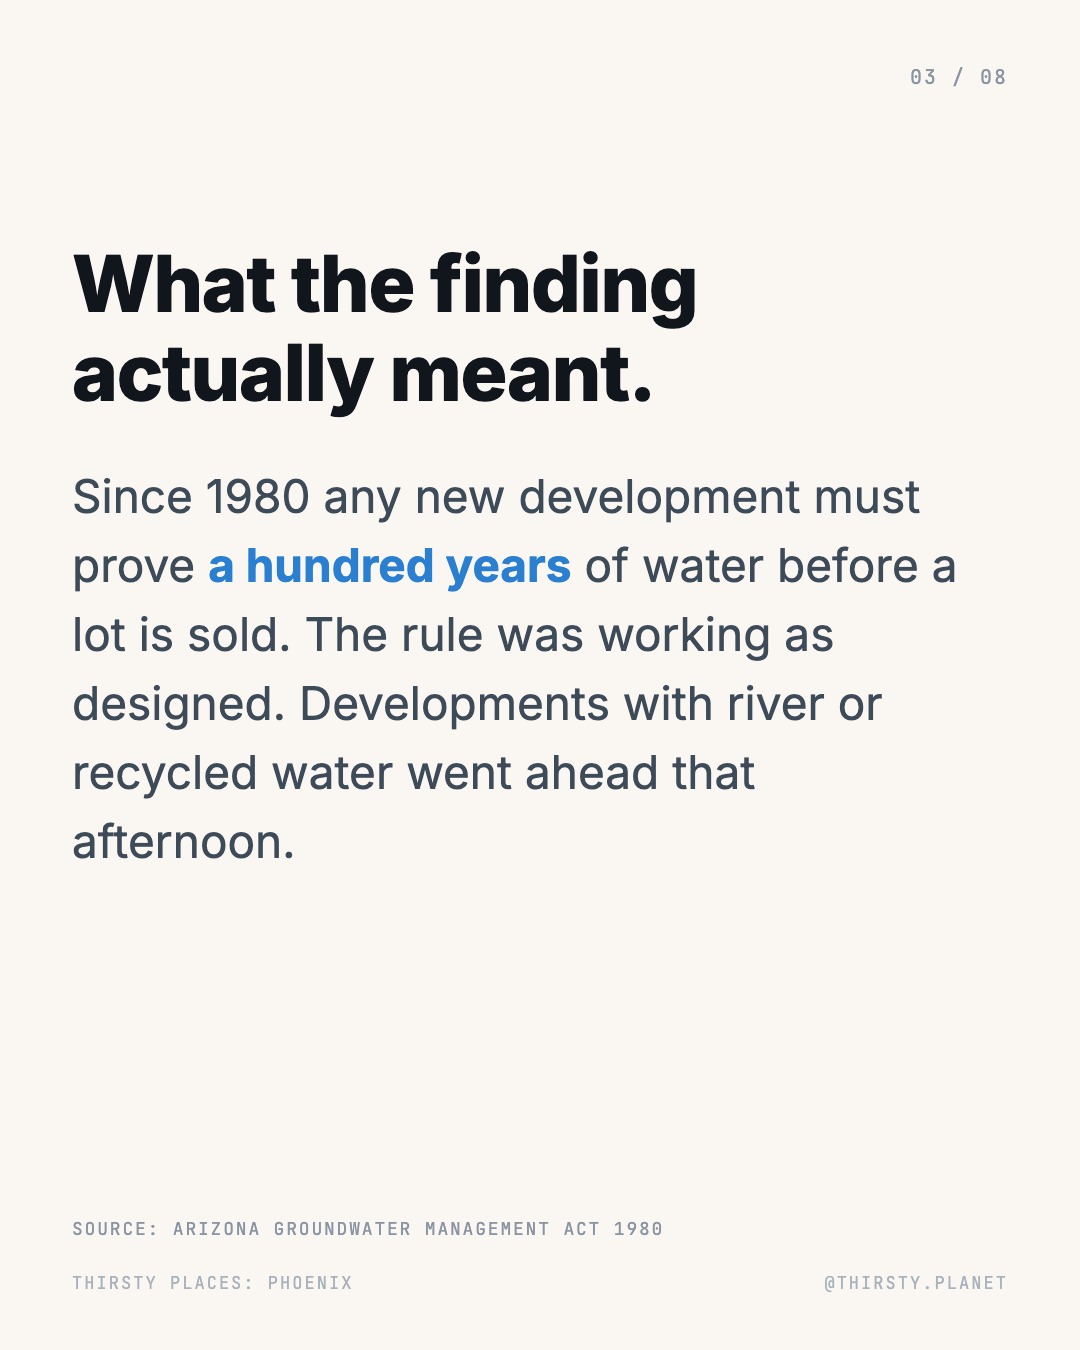 03 / 08
What the finding
actually meant.
Since 1980 any new development must
prove a hundred years of water before a
lot is sold. The rule was working as
designed. Developments with river or
recycled water went ahead that
afternoon.
SOURCE: ARIZONA GROUNDWATER MANAGEMENT ACT 1980
THIRSTY PLACES: PHOENIX
@THIRSTY.PLANET